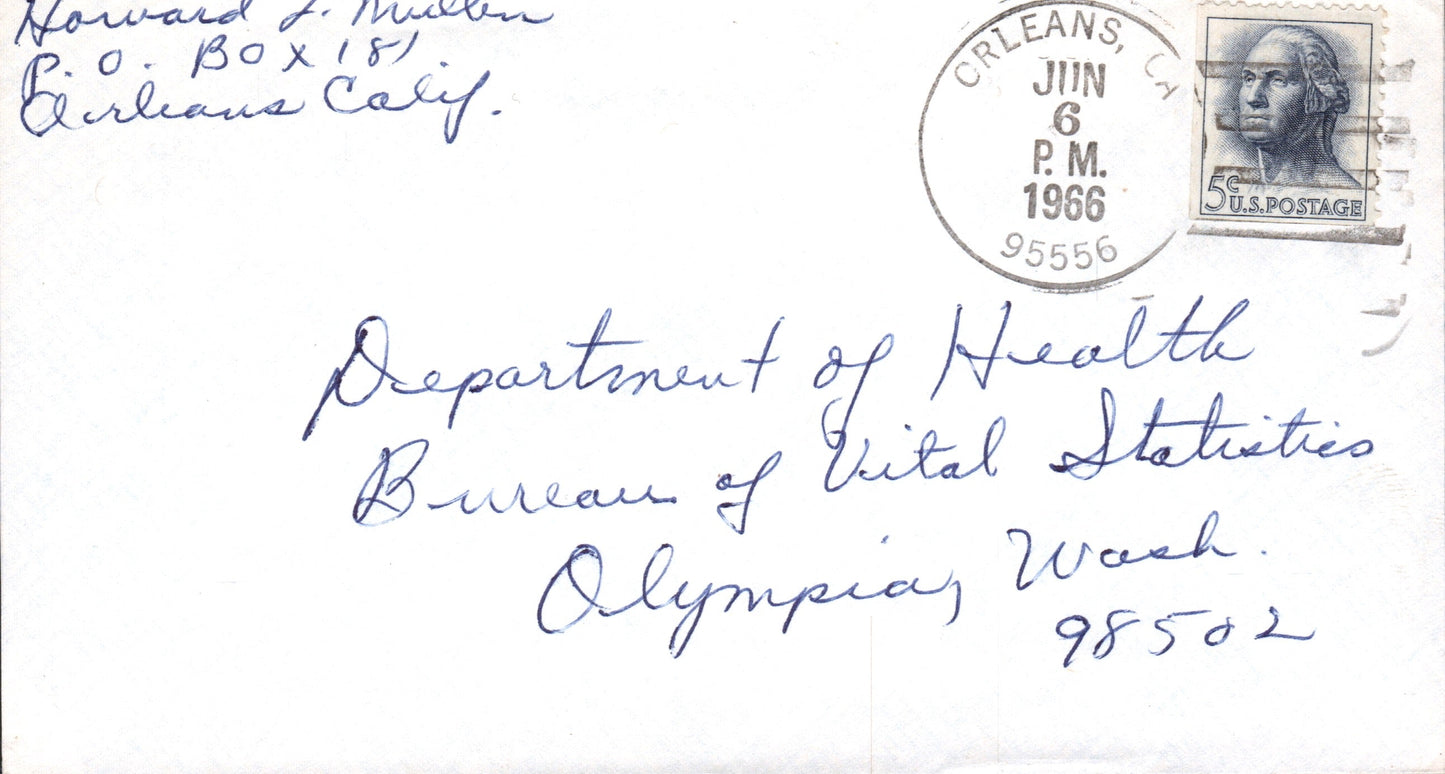 Howard L.
P. O. Box 181
Orleans Calif.
ORLEANS, CA
JUN
6
P. M.
1966
95556
5c
U.S.POSTAGE
Department of Health
Bureau of Vital Statistics
Olympia, Wash.
98502